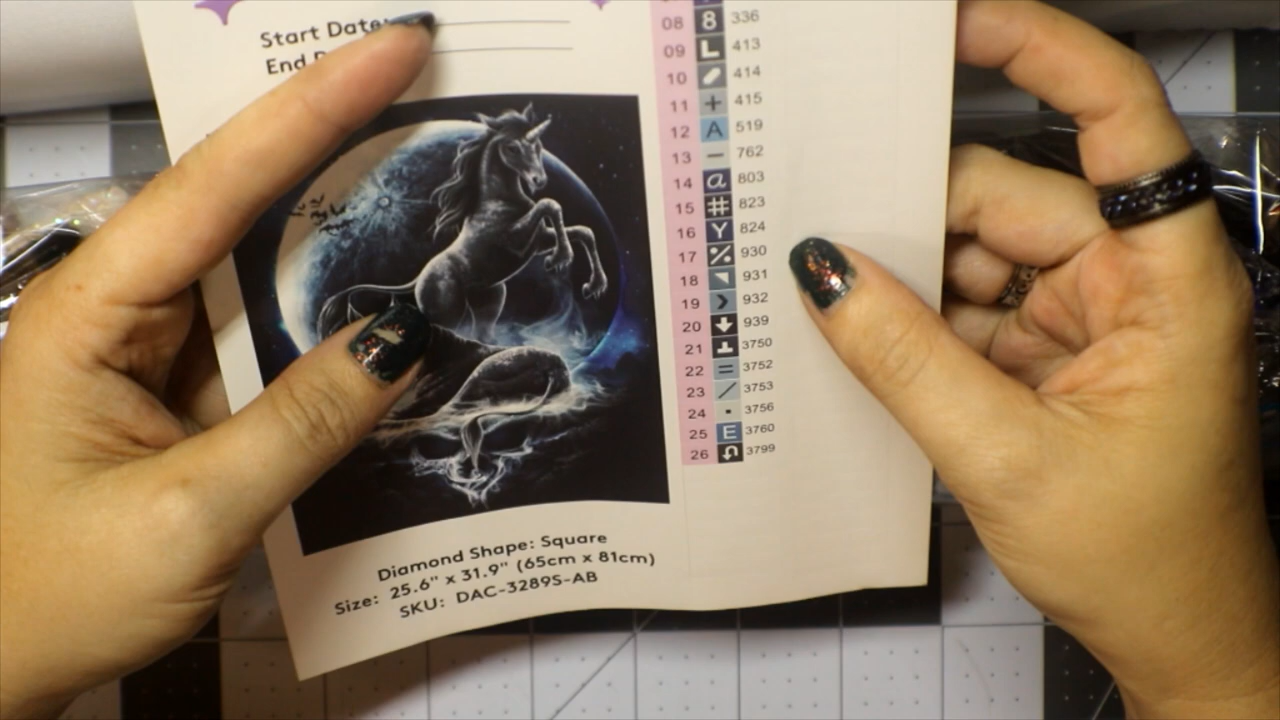 Start Date:
End
08 8 336
09 L 413
10 414
11 + 415
12 A 519
13 — 762
14 a 803
15 # 823
16 Y 824
17 ٪ 930
18 ◥ 931
19 ❯ 932
20 ⬇ 939
21 ┻ 3750
22 = 3752
23 / 3753
24 ▪ 3756
25 E 3760
26 3799
Diamond Shape: Square
Size: 25.6" x 31.9" (65cm x 81cm)
SKU: DAC-3289S-AB